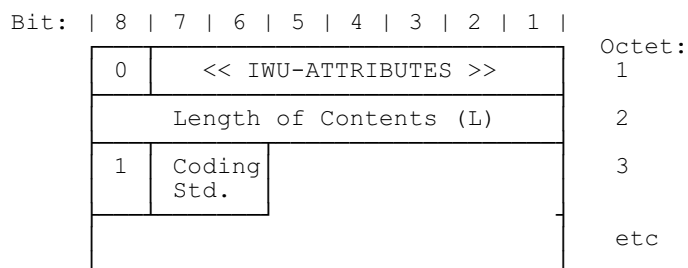 Bit: | 8 | 7 | 6 | 5 | 4 | 3 | 2 | 1 |
Octet:
0 << IWU-ATTRIBUTES >> 1
Length of Contents (L) 2
1 Coding 3
Std.
etc